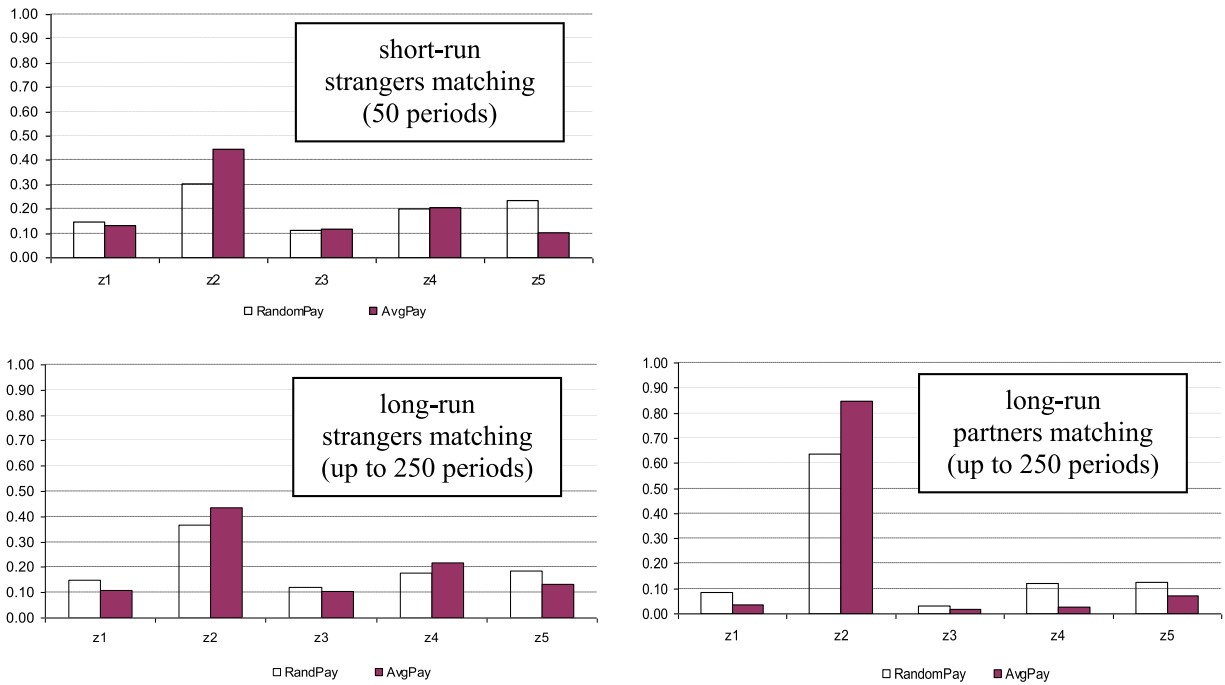 1.00
0.90
0.80
0.70
0.60
0.50
0.40
0.30
0.20
0.10
0.00
short-run
strangers matching
(50 periods)
z1 z2 z3 z4 z5
RandomPay AvgPay
1.00
0.90
0.80
0.70
0.60
0.50
0.40
0.30
0.20
0.10
0.00
long-run
strangers matching
(up to 250 periods)
z1 z2 z3 z4 z5
RandPay AvgPay
1.00
0.90
0.80
0.70
0.60
0.50
0.40
0.30
0.20
0.10
0.00
long-run
partners matching
(up to 250 periods)
z1 z2 z3 z4 z5
RandomPay AvgPay